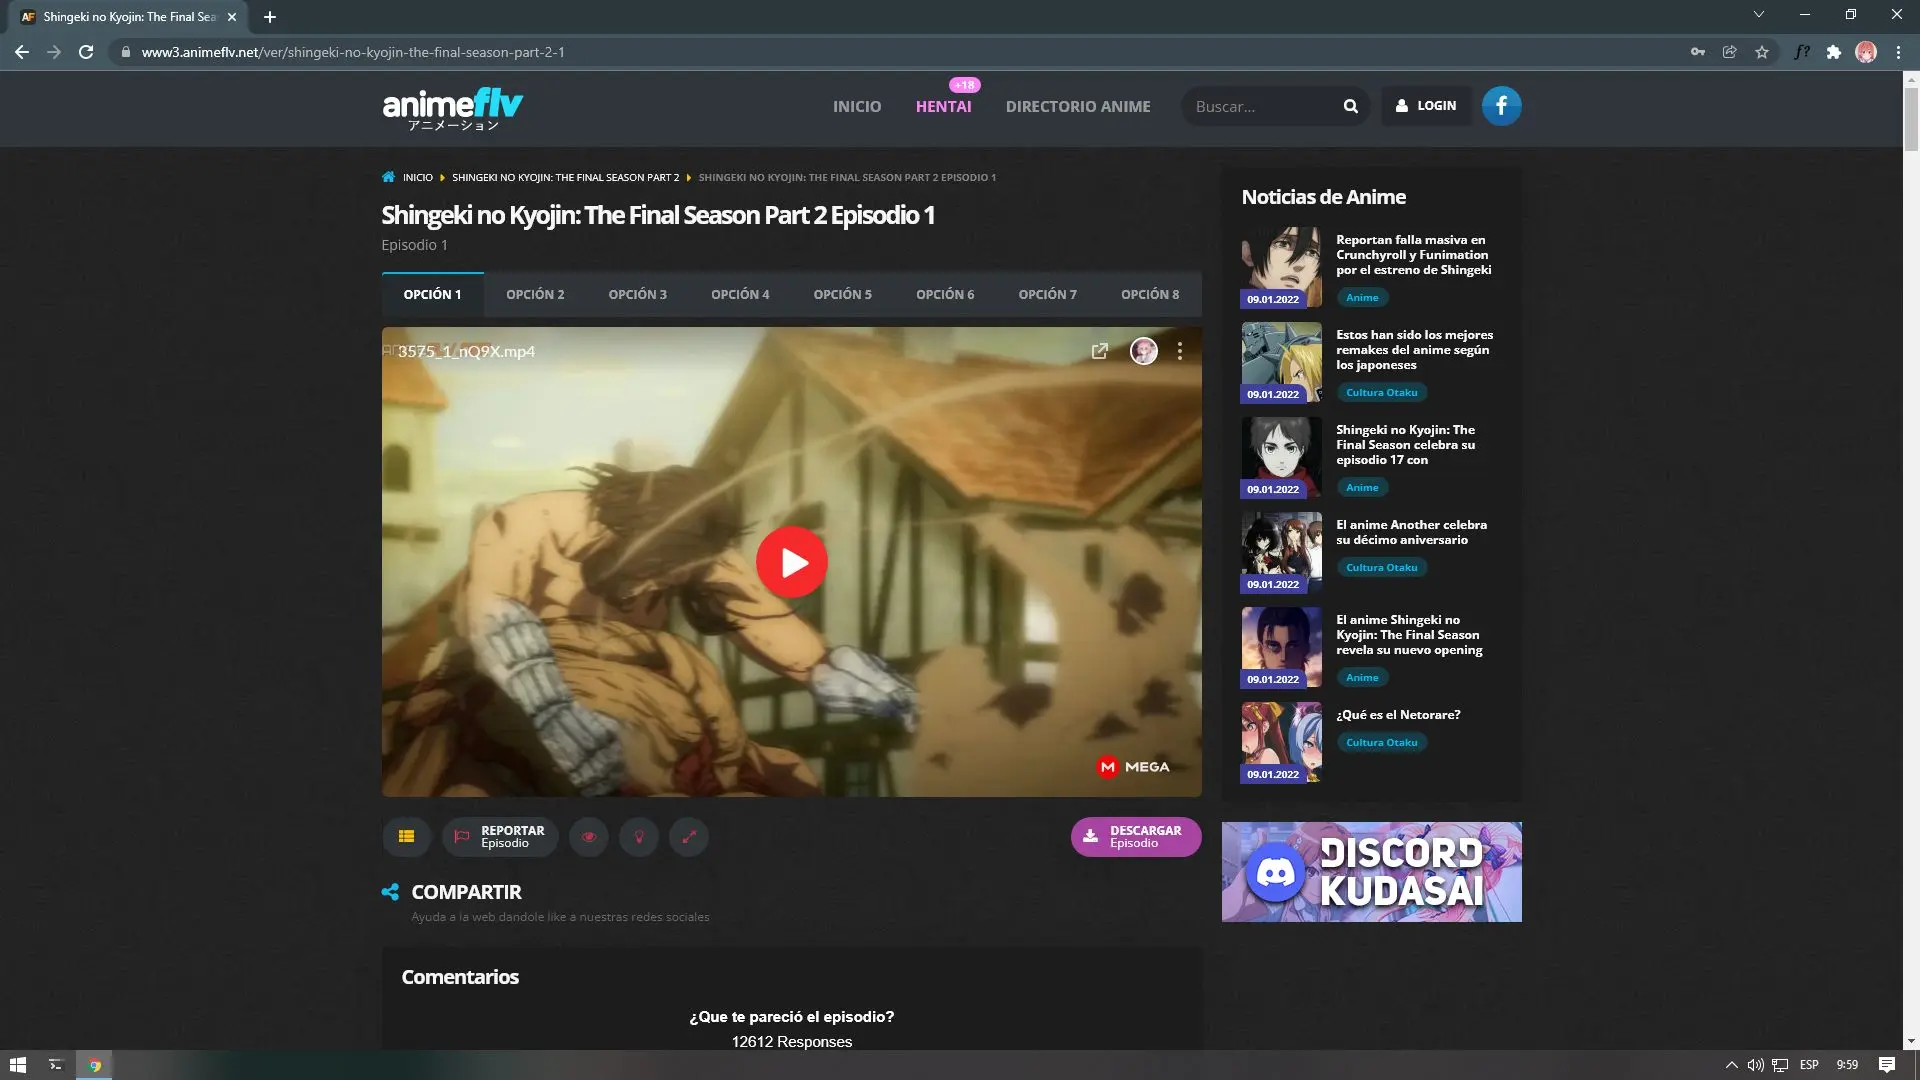 Shingeki no Kyojin: The Final Sea
www3.animeflv.net/ver/shingeki-no-kyojin-the-final-season-part-2-1
animeflv
アニメーション
INICIO
HENTAI
+18
DIRECTORIO ANIME
Buscar...
LOGIN
INICIO SHINGEKI NO KYOJIN: THE FINAL SEASON PART 2 SHINGEKI NO KYOJIN: THE FINAL SEASON PART 2 EPISODIO 1
Shingeki no Kyojin: The Final Season Part 2 Episodio 1
Episodio 1
OPCIÓN 1 OPCIÓN 2 OPCIÓN 3 OPCIÓN 4 OPCIÓN 5 OPCIÓN 6 OPCIÓN 7 OPCIÓN 8
3575_1_nQ9X.mp4
MEGA
REPORTAR
Episodio
DESCARGAR
Episodio
COMPARTIR
Ayuda a la web dandole like a nuestras redes sociales
Comentarios
¿Que te pareció el episodio?
12612 Responses
Noticias de Anime
Reportan falla masiva en
Crunchyroll y Funimation
por el estreno de Shingeki
09.01.2022
Anime
Estos han sido los mejores
remakes del anime según
los japoneses
09.01.2022
Cultura Otaku
Shingeki no Kyojin: The
Final Season celebra su
episodio 17 con
09.01.2022
Anime
El anime Another celebra
su décimo aniversario
09.01.2022
Cultura Otaku
El anime Shingeki no
Kyojin: The Final Season
revela su nuevo opening
09.01.2022
Anime
¿Qué es el Netorare?
Cultura Otaku
09.01.2022
DISCORD
KUDASAI
ESP
9:59